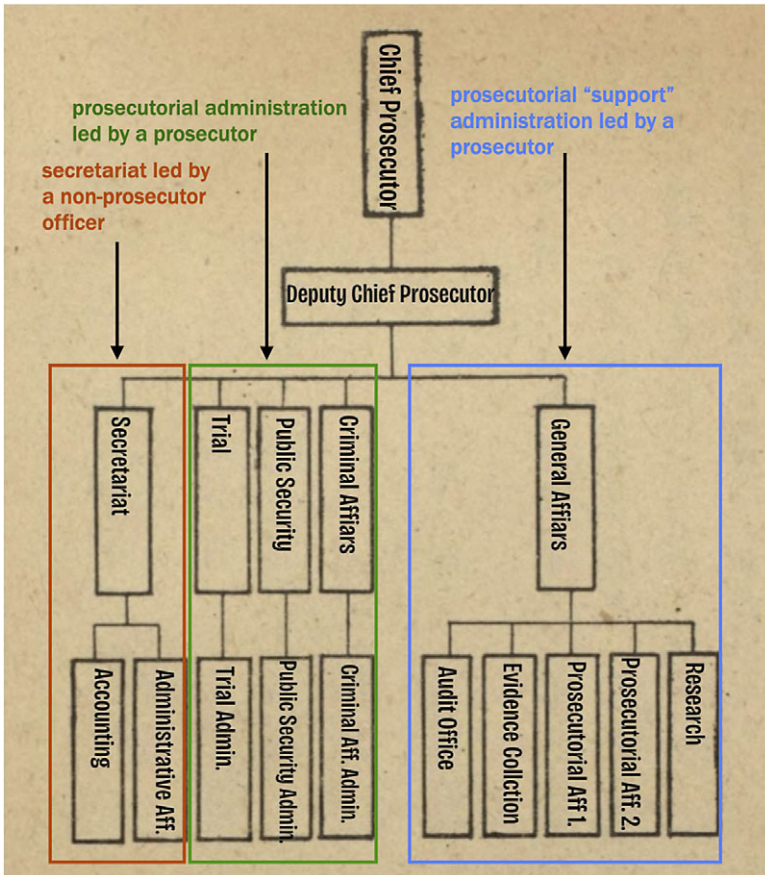 Chief Prosecutor
prosecutorial administration
led by a prosecutor
prosecutorial “support”
administration led by a
prosecutor
secretariat led by
a non-prosecutor
officer
Deputy Chief Prosecutor
Secretariat
Trial
Public Security
Criminal Affiars
General Affiars
Accounting
Administrative Aff.
Trial Admin.
Public Security Admin.
Criminal Aff. Admin.
Audit Office
Evidence Collction
Prosecutorial Aff 1.
Prosecutorial Aff. 2.
Research